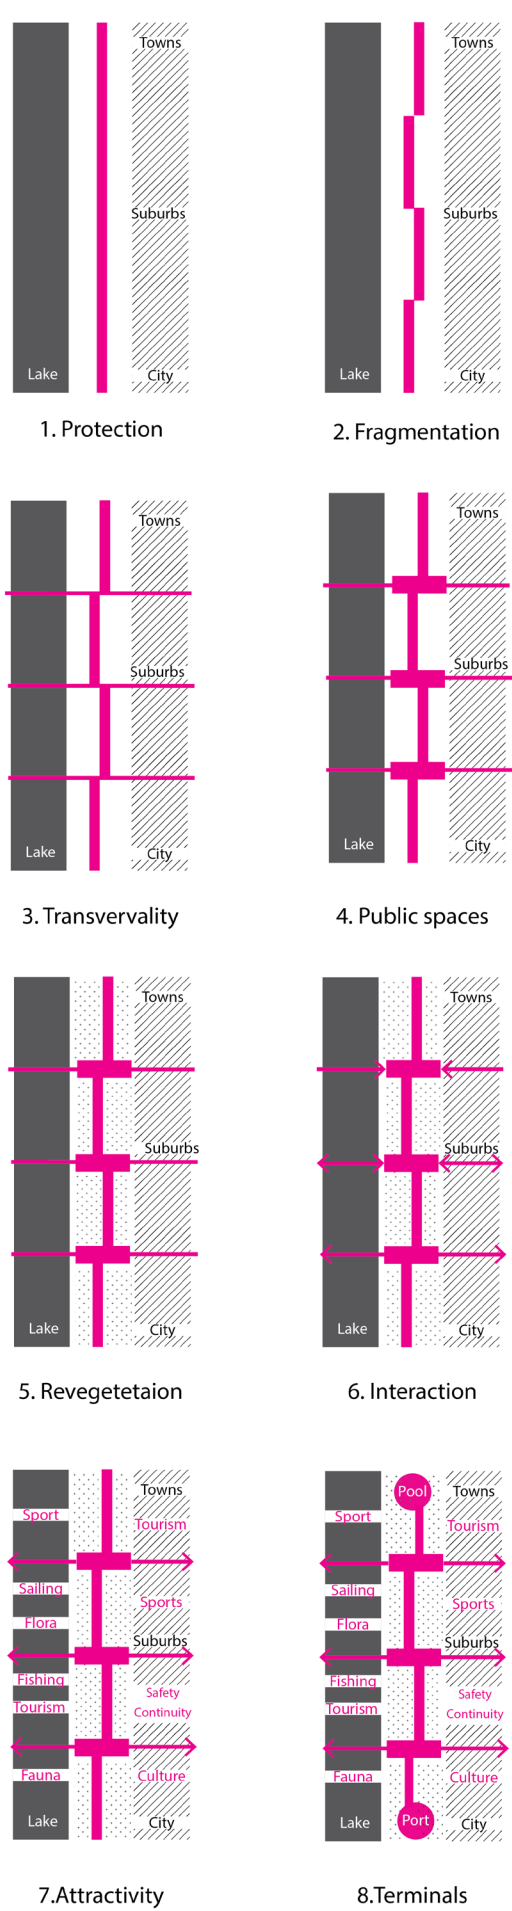 Towns
Suburbs
Lake
City
1. Protection
Towns
Suburbs
Lake
City
2. Fragmentation
Towns
Suburbs
Lake
City
3. Transvervality
Towns
Suburbs
Lake
City
4. Public spaces
Towns
Suburbs
Lake
City
5. Revegetetaion
Towns
Suburbs
Lake
City
6. Interaction
Towns
Sport
Tourism
Sailing
Sports
Flora
Suburbs
Fishing
Safety
Tourism
Continuity
Fauna
Culture
Lake
City
7.Attractivity
Pool
Towns
Sport
Tourism
Sailing
Sports
Flora
Suburbs
Fishing
Safety
Tourism
Continuity
Fauna
Culture
Lake
Port
City
8.Terminals